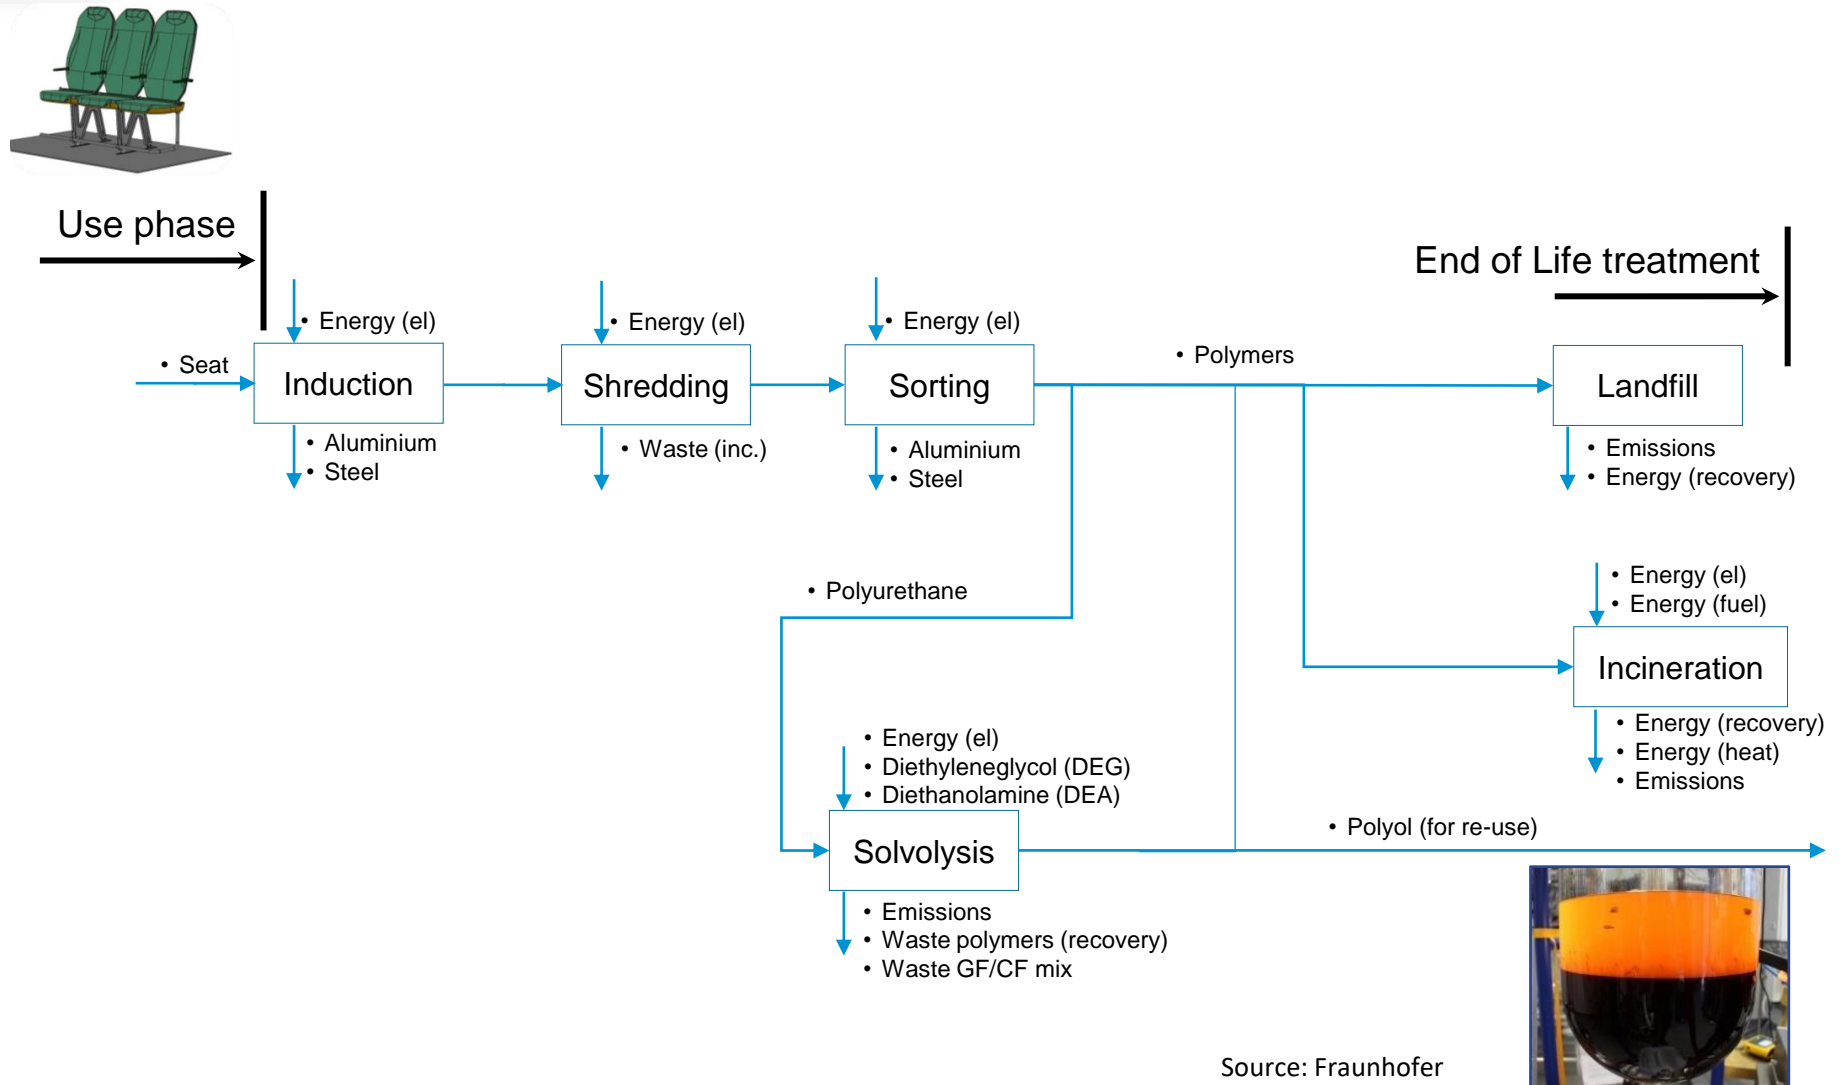 Use phase
End of Life treatment
• Energy (el)
• Energy (el)
• Energy (el)
• Seat
Induction
Shredding
Sorting
• Polymers
Landfill
• Aluminium
• Steel
• Waste (inc.)
• Aluminium
• Steel
• Emissions
• Energy (recovery)
• Polyurethane
• Energy (el)
• Energy (fuel)
Incineration
• Energy (recovery)
• Energy (heat)
• Emissions
• Energy (el)
• Diethyleneglycol (DEG)
• Diethanolamine (DEA)
Solvolysis
• Polyol (for re-use)
• Emissions
• Waste polymers (recovery)
• Waste GF/CF mix
Source: Fraunhofer